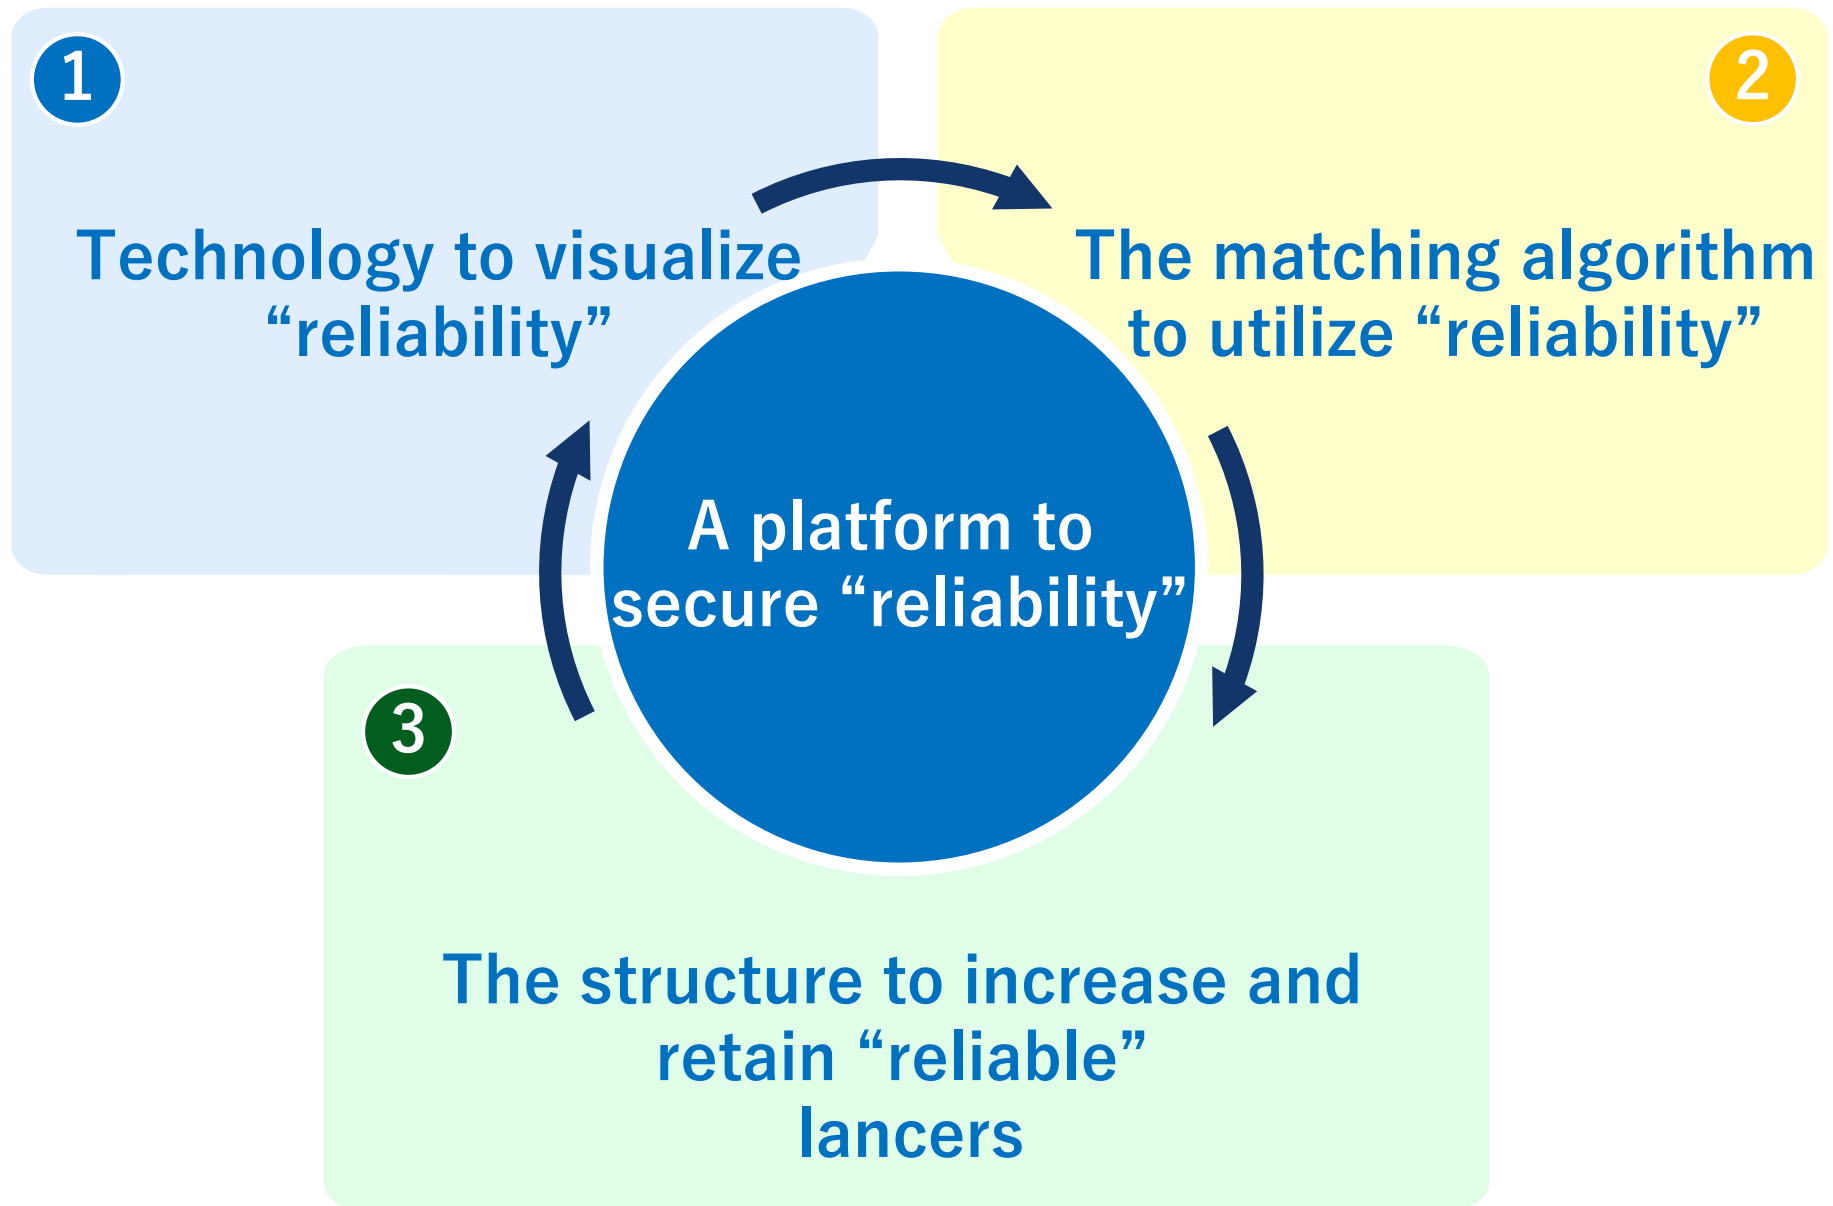 1
Technology to visualize
“reliability”
2
The matching algorithm
to utilize “reliability”
A platform to
secure “reliability”
3
The structure to increase and
retain “reliable”
lancers